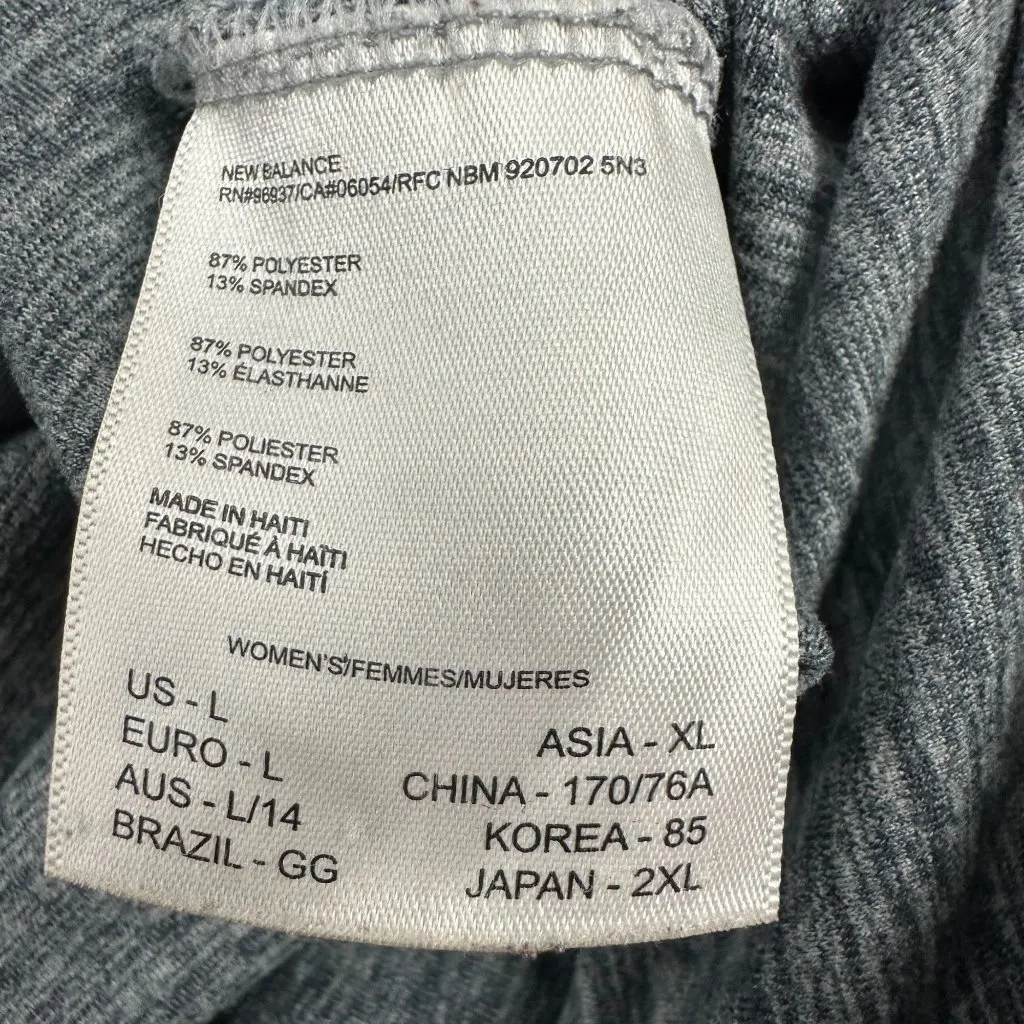 NEW BALANCE
RN#96937/CA#06054/RFC NBM 920702 5N3
87% POLYESTER
13% SPANDEX
87% POLYESTER
13% ÉLASTHANNE
87% POLIESTER
13% SPANDEX
MADE IN HAITI
FABRIQUÉ À HAÏTI
HECHO EN HAITÍ
WOMEN'S/FEMMES/MUJERES
US - L
EURO - L
AUS - L/14
BRAZIL - GG
ASIA - XL
CHINA - 170/76A
KOREA - 85
JAPAN - 2XL